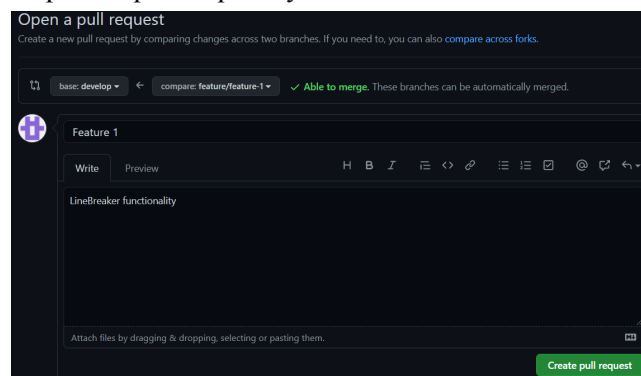 Open a pull request
Create a new pull request by comparing changes across two branches. If you need to, you can also compare across forks.
base: develop ← compare: feature/feature-1 ✓ Able to merge. These branches can be automatically merged.
Feature 1
Write Preview H B I
LineBreaker functionality
Attach files by dragging & dropping, selecting or pasting them.
Create pull request